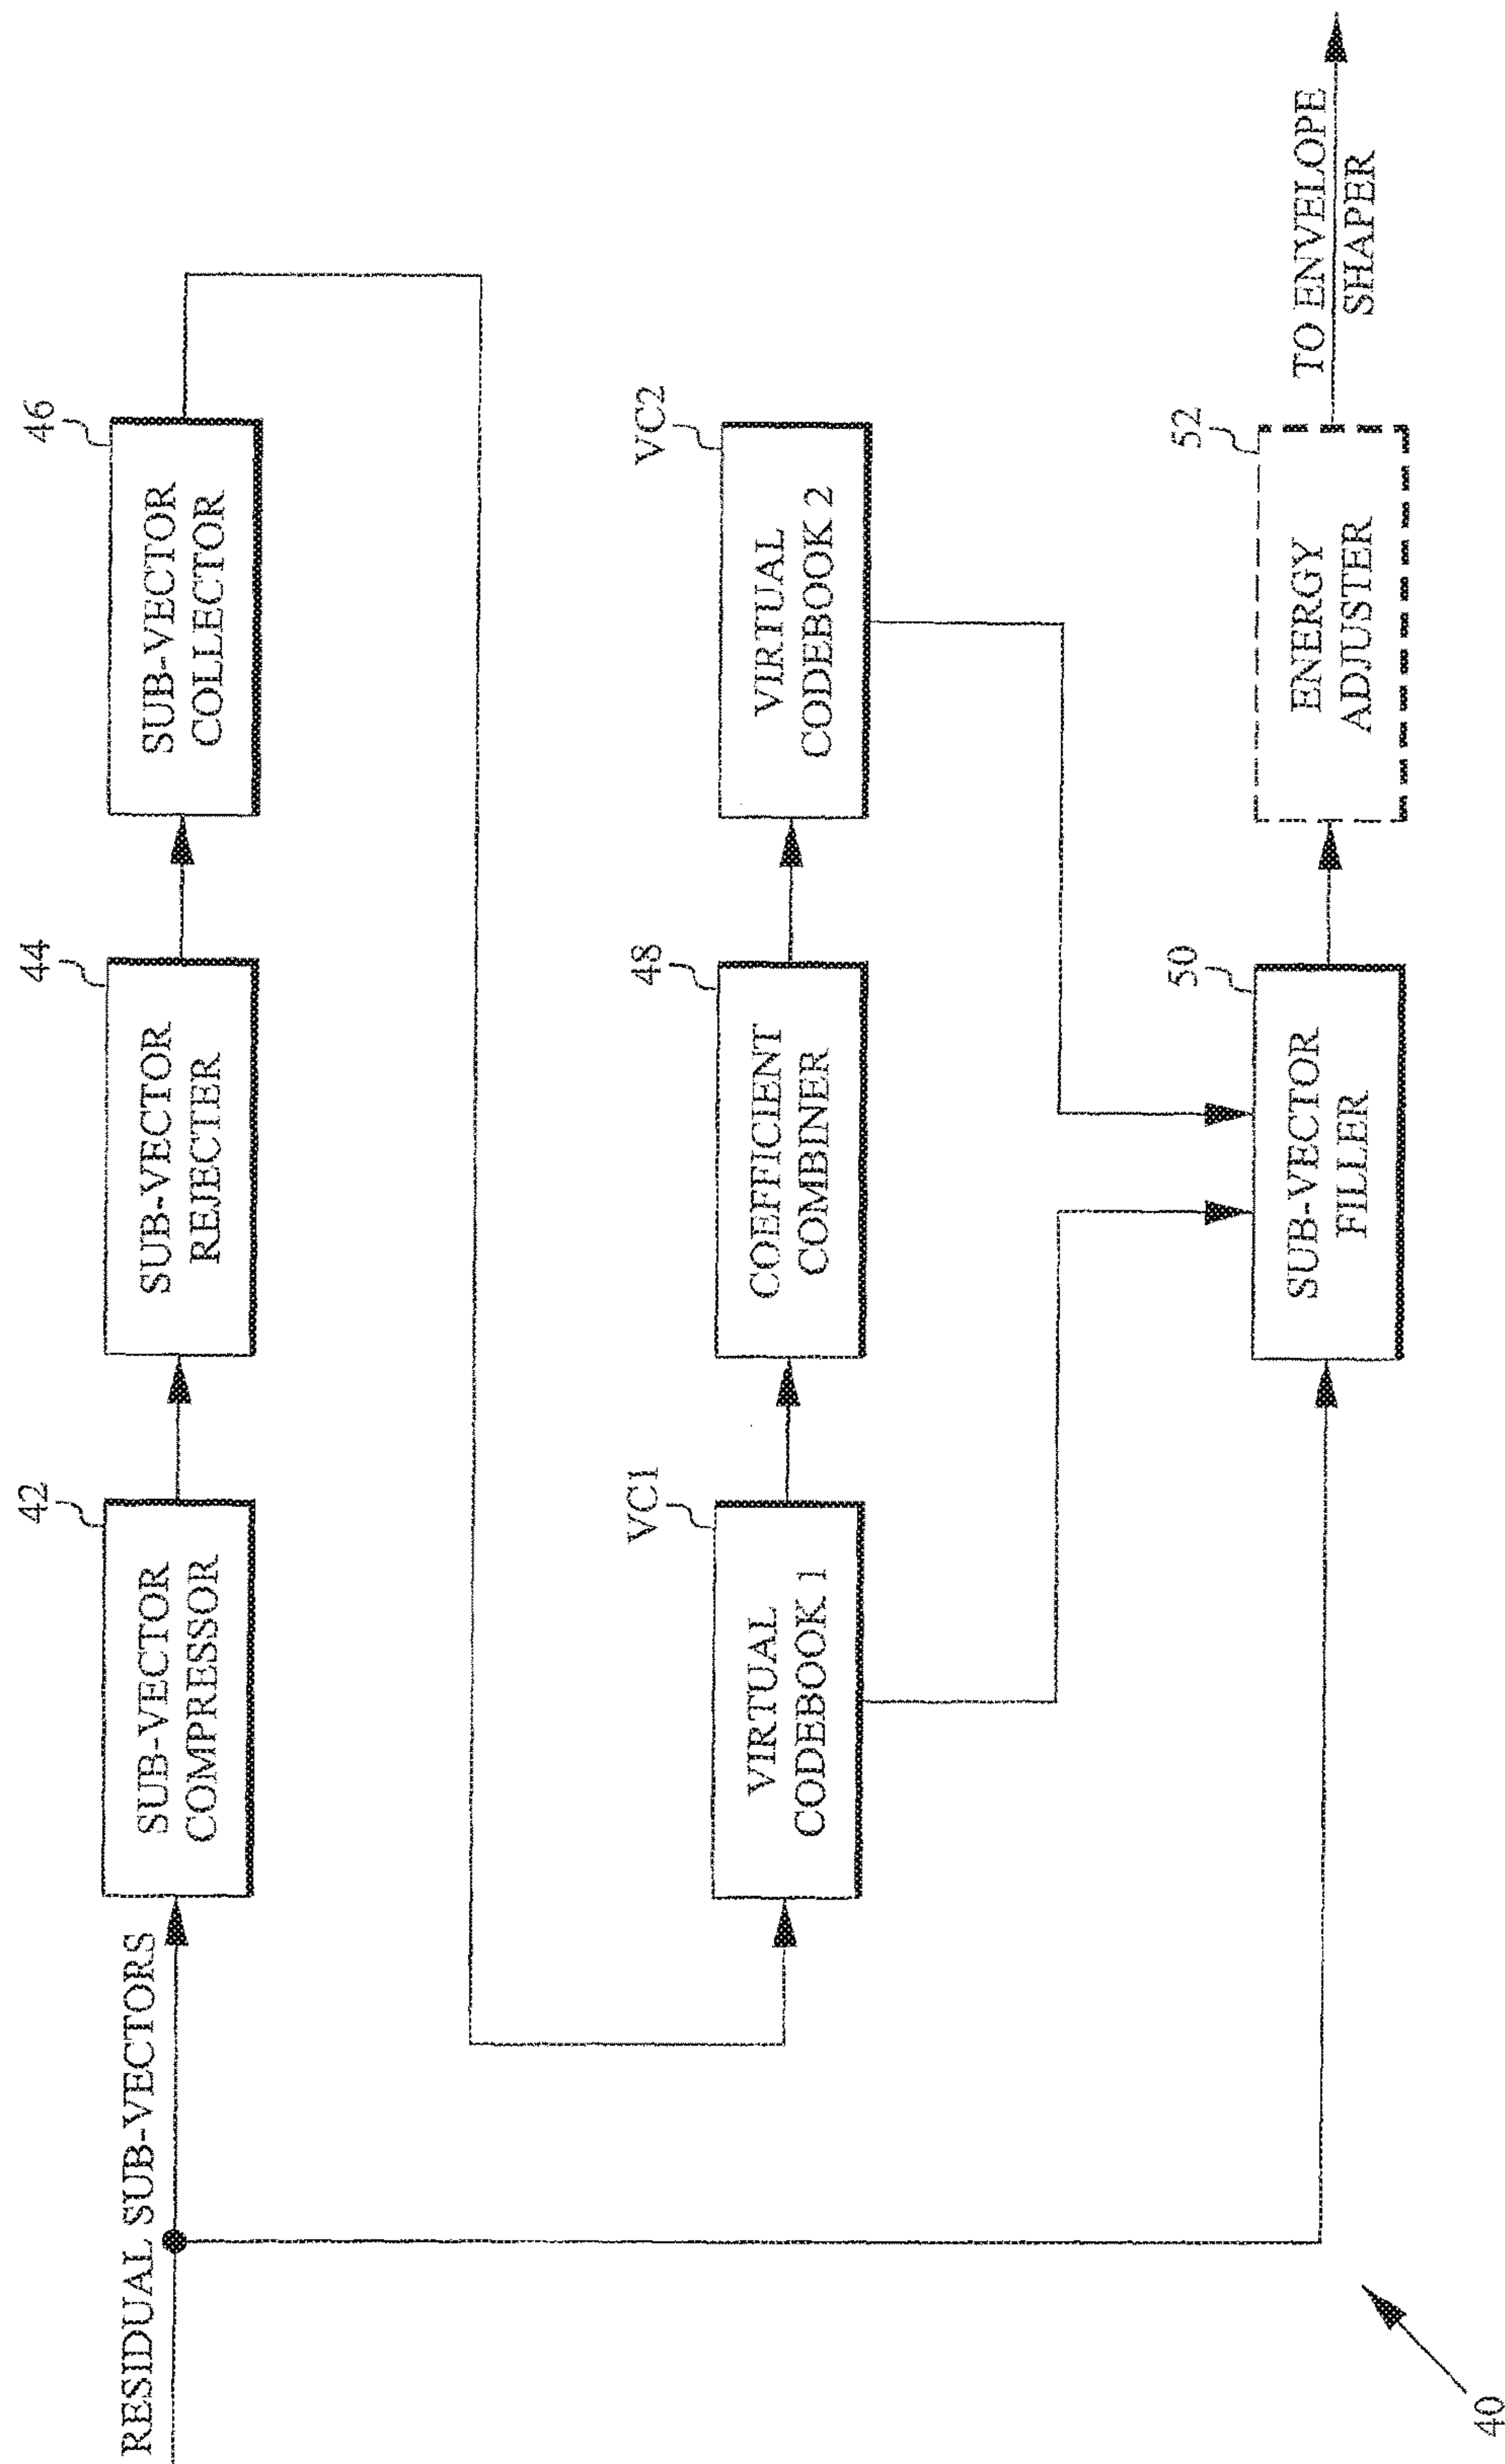 RESIDUAL SUB-VECTORS
42
SUB-VECTOR
COMPRESSOR
44
SUB-VECTOR
REJECTER
46
SUB-VECTOR
COLLECTOR
VC1
VIRTUAL
CODEBOOK 1
48
COEFFICIENT
COMBINER
VC2
VIRTUAL
CODEBOOK 2
50
SUB-VECTOR
FILLER
52
ENERGY
ADJUSTER
TO ENVELOPE
SHAPER
40